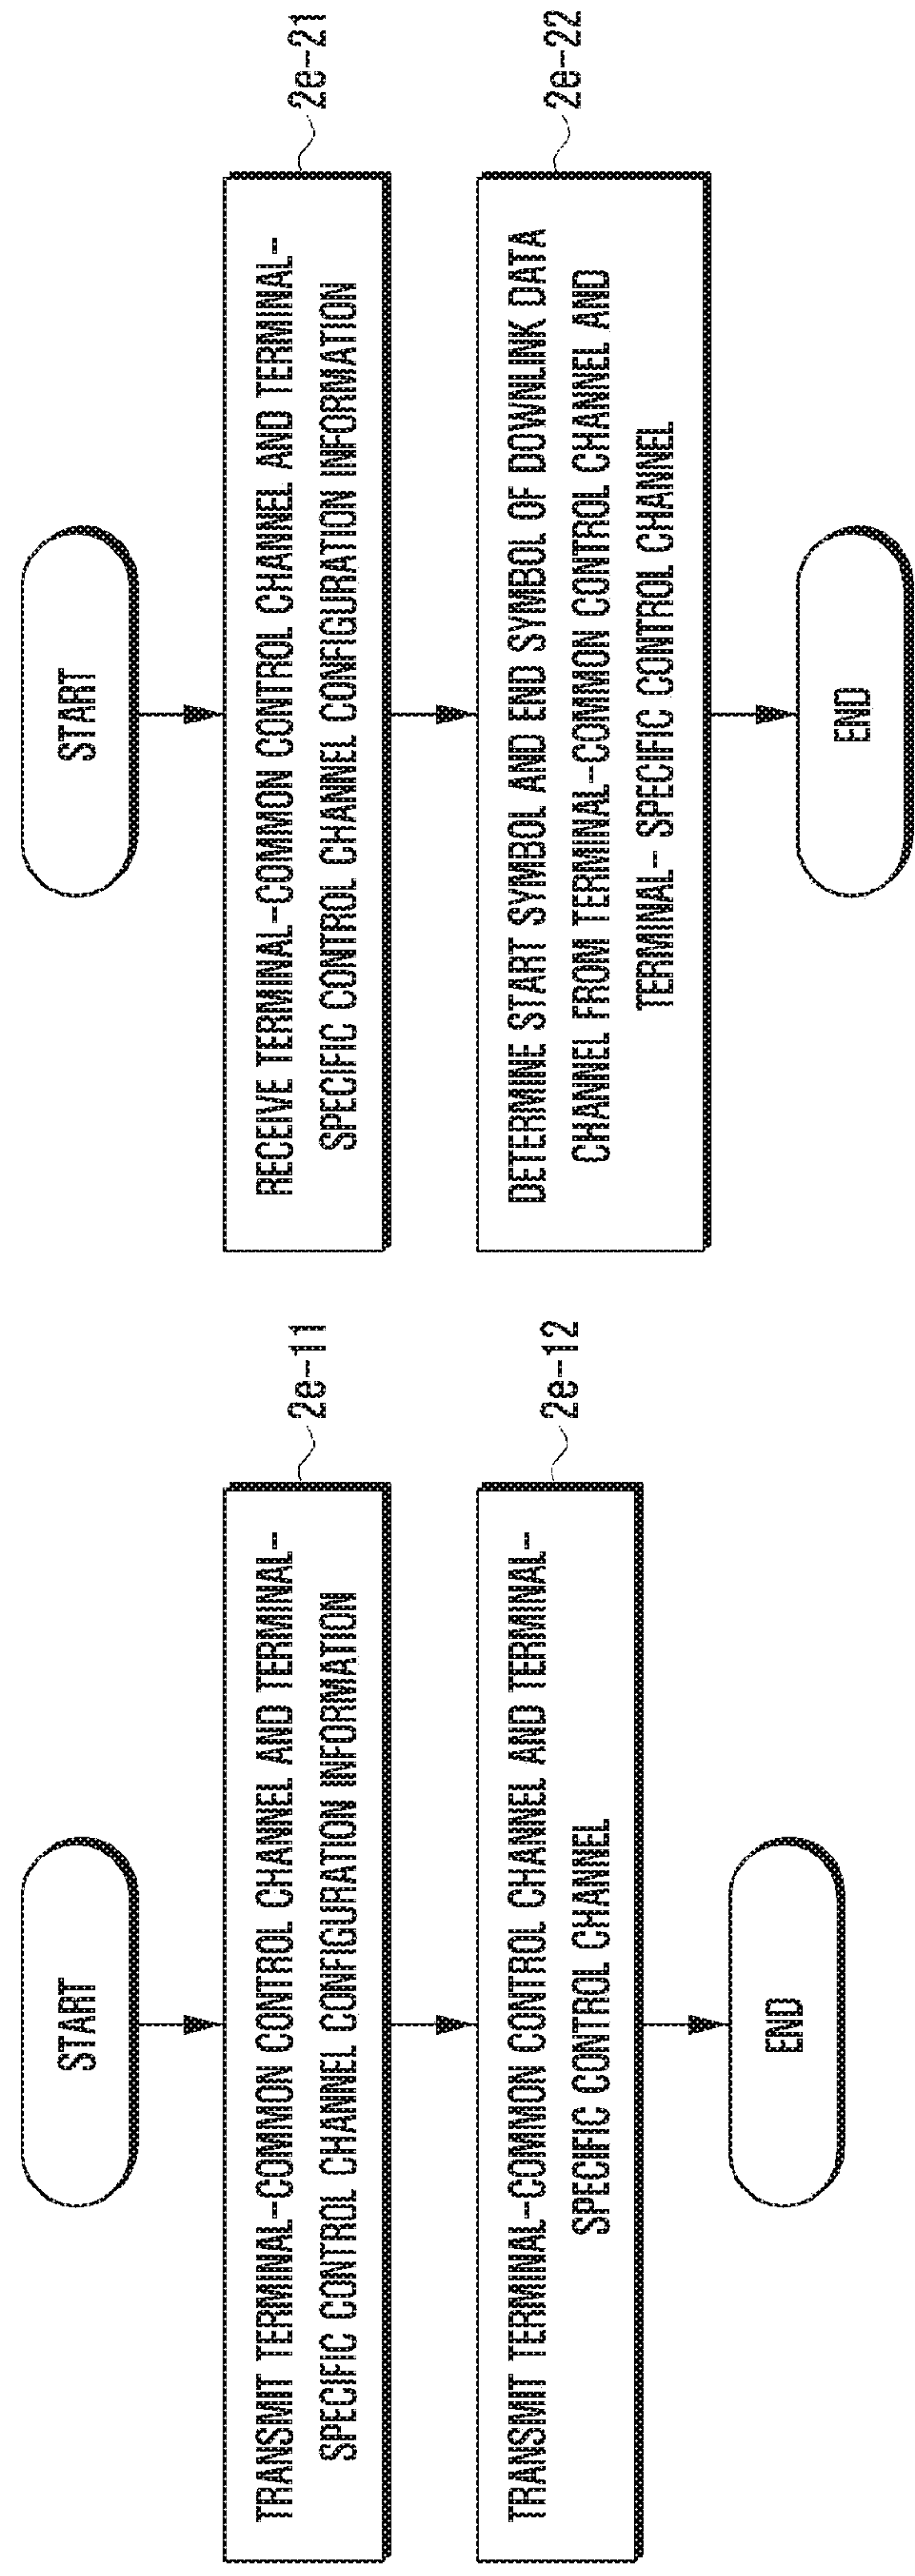 START
TRANSMIT TERMINAL-COMMON CONTROL CHANNEL AND TERMINAL-
SPECIFIC CONTROL CHANNEL CONFIGURATION INFORMATION
2e-11
TRANSMIT TERMINAL-COMMON CONTROL CHANNEL AND TERMINAL-
SPECIFIC CONTROL CHANNEL
2e-12
END
START
RECEIVE TERMINAL-COMMON CONTROL CHANNEL AND TERMINAL-
SPECIFIC CONTROL CHANNEL CONFIGURATION INFORMATION
2e-21
DETERMINE START SYMBOL AND END SYMBOL OF DOWNLINK DATA
CHANNEL FROM TERMINAL-COMMON CONTROL CHANNEL AND
TERMINAL- SPECIFIC CONTROL CHANNEL
2e-22
END